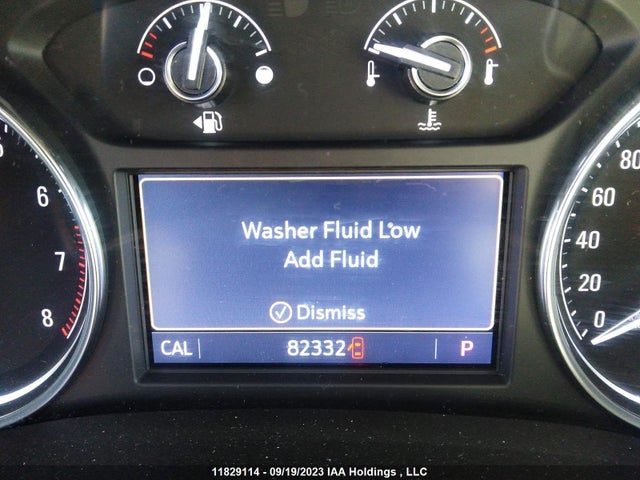 5
6
7
8
Washer Fluid Low
Add Fluid
Dismiss
CAL
82332
P
80
60
40
20
0
11829114 - 09/19/2023 IAA Holdings , LLC